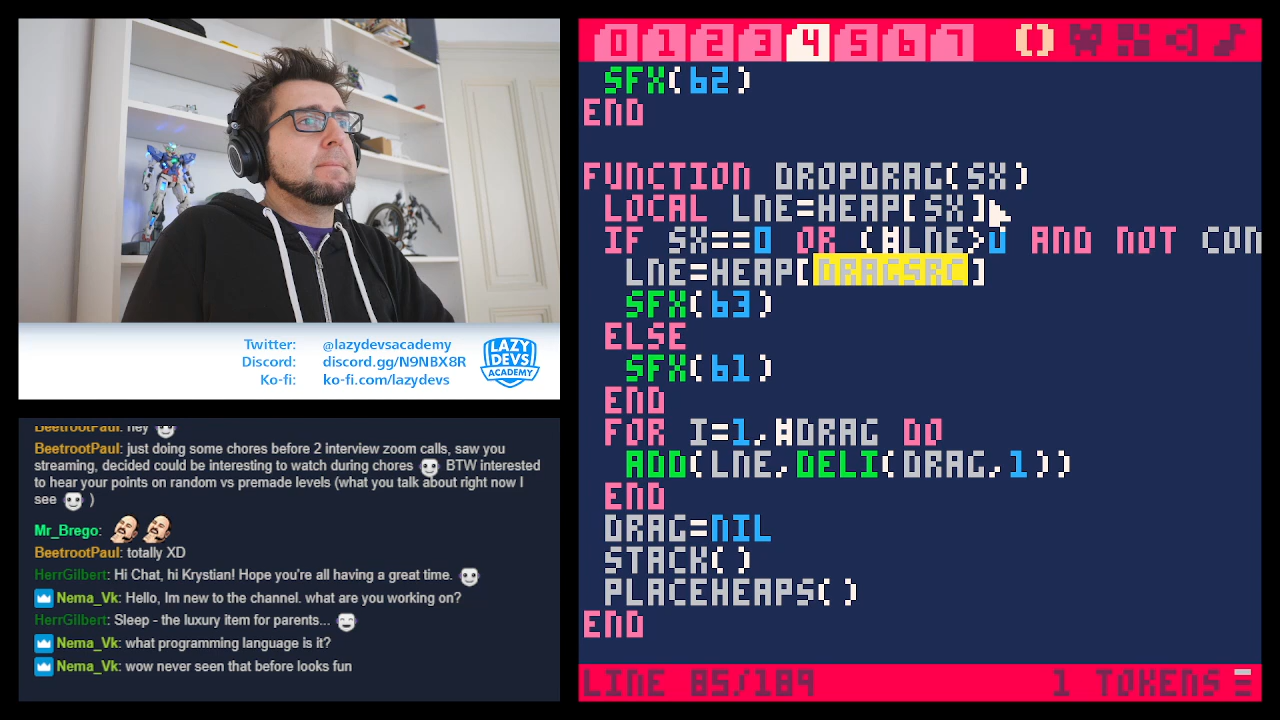 Twitter: @lazydevsacademy
Discord: discord.gg/N9NBX8R
Ko-fi: ko-fi.com/lazydevs
LAZY
DEVS
ACADEMY
BeetrootPaul: hey
BeetrootPaul: just doing some chores before 2 interview zoom calls, saw you
streaming, decided could be interesting to watch during chores BTW interested
to hear your points on random vs premade levels (what you talk about right now I
see )
Mr_Brego:
BeetrootPaul: totally XD
HerrGilbert: Hi Chat, hi Krystian! Hope you're all having a great time.
Nema_Vk: Hello, Im new to the channel. what are you working on?
HerrGilbert: Sleep - the luxury item for parents...
Nema_Vk: what programming language is it?
Nema_Vk: wow never seen that before looks fun
0 1 2 3 4 5 6 7 ()
SFX(62)
END
FUNCTION DROPDRAG(SX)
LOCAL LNE=HEAP[SX]
IF SX==0 OR (#LNE>0 AND NOT CON
LNE=HEAP[DRAGSRC]
SFX(63)
ELSE
SFX(61)
END
FOR I=1,#DRAG DO
ADD(LNE,DELI(DRAG,1))
END
DRAG=NIL
STACK()
PLACEHEAPS()
END
LINE 85/189 1 TOKENS